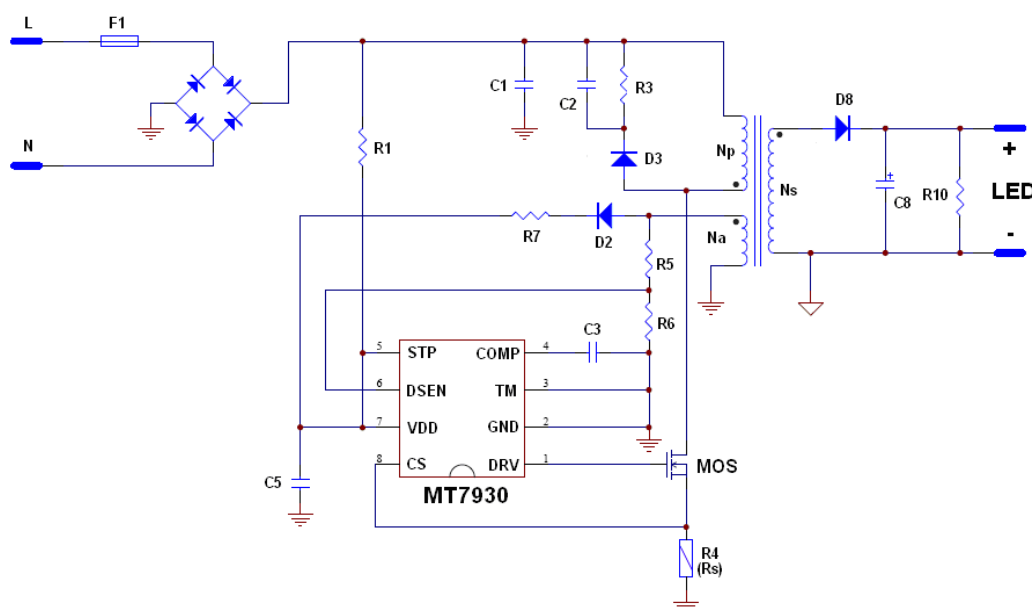 L
F1
N
R1
C1
C2
R3
D3
Np
Ns
D8
C8
+
R10
+
LED
-
R7
D2
Na
R5
R6
C3
5 STP COMP 4
6 DSEN TM 3
7 VDD GND 2
8 CS DRV 1
MT7930
C5
MOS
R4
(Rs)